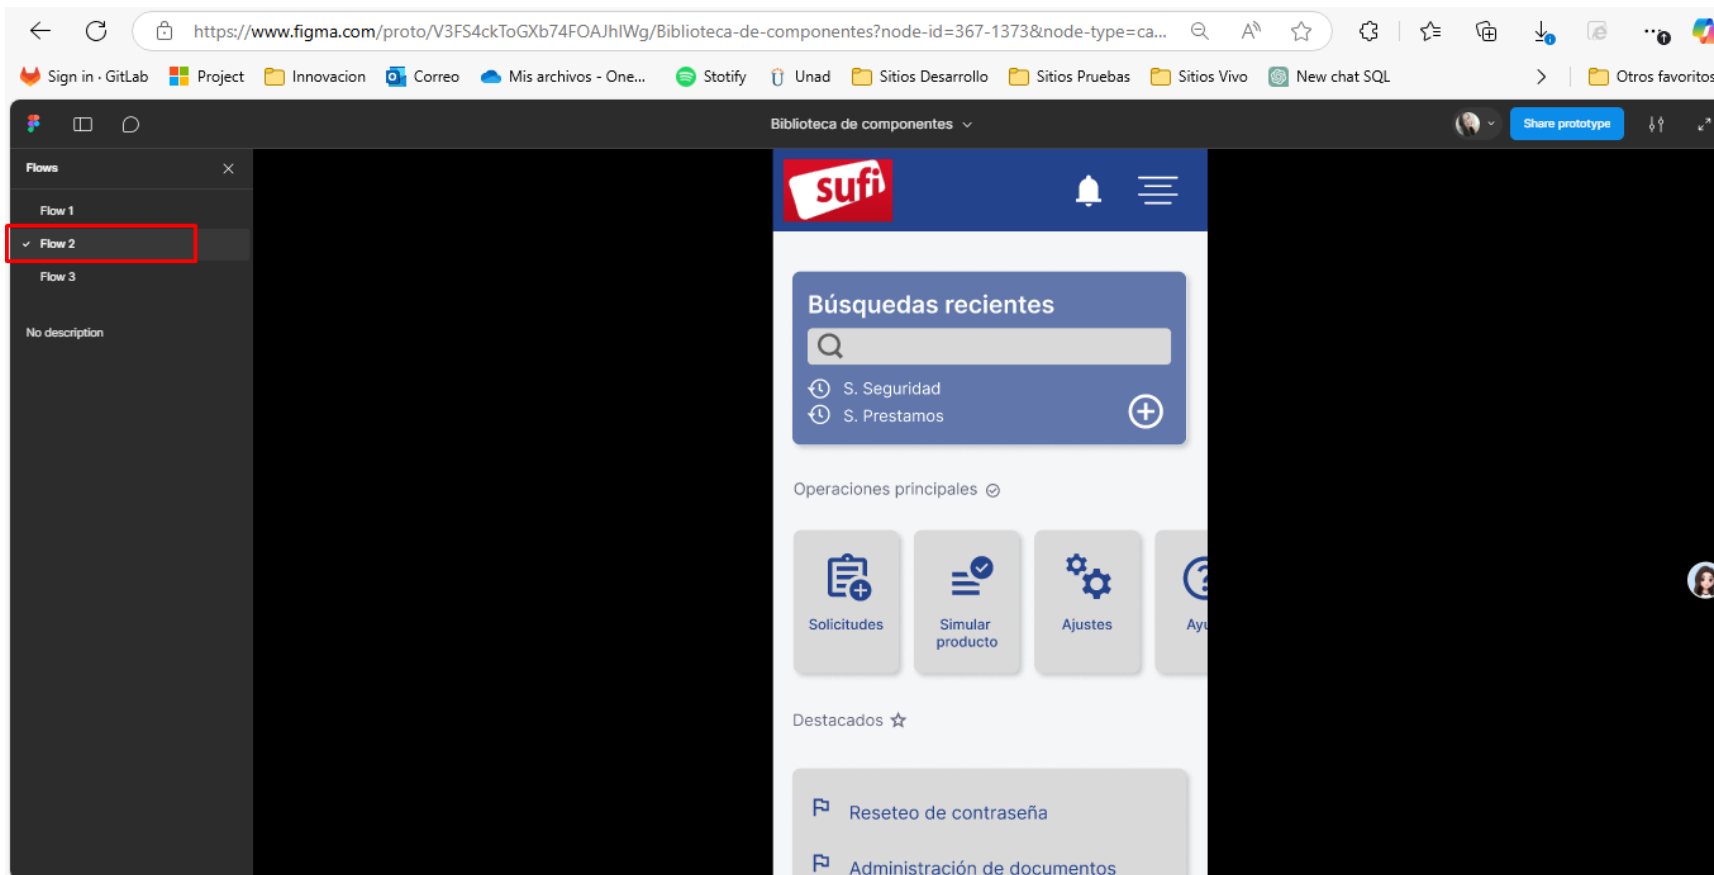 https://www.figma.com/proto/V3FS4ckToGXb74FOAJhlWg/Biblioteca-de-componentes?node-id=367-1373&node-type=ca...
Sign in · GitLab Project Innovacion Correo Mis archivos - One... Stotify Unad Sitios Desarrollo Sitios Pruebas Sitios Vivo New chat SQL Otros favoritos
Biblioteca de componentes
Share prototype
Flows
Flow 1
Flow 2
Flow 3
No description
sufi
Búsquedas recientes
S. Seguridad
S. Prestamos
Operaciones principales
Solicitudes
Simular
producto
Ajustes
Ayu
Destacados
Reseteo de contraseña
Administración de documentos